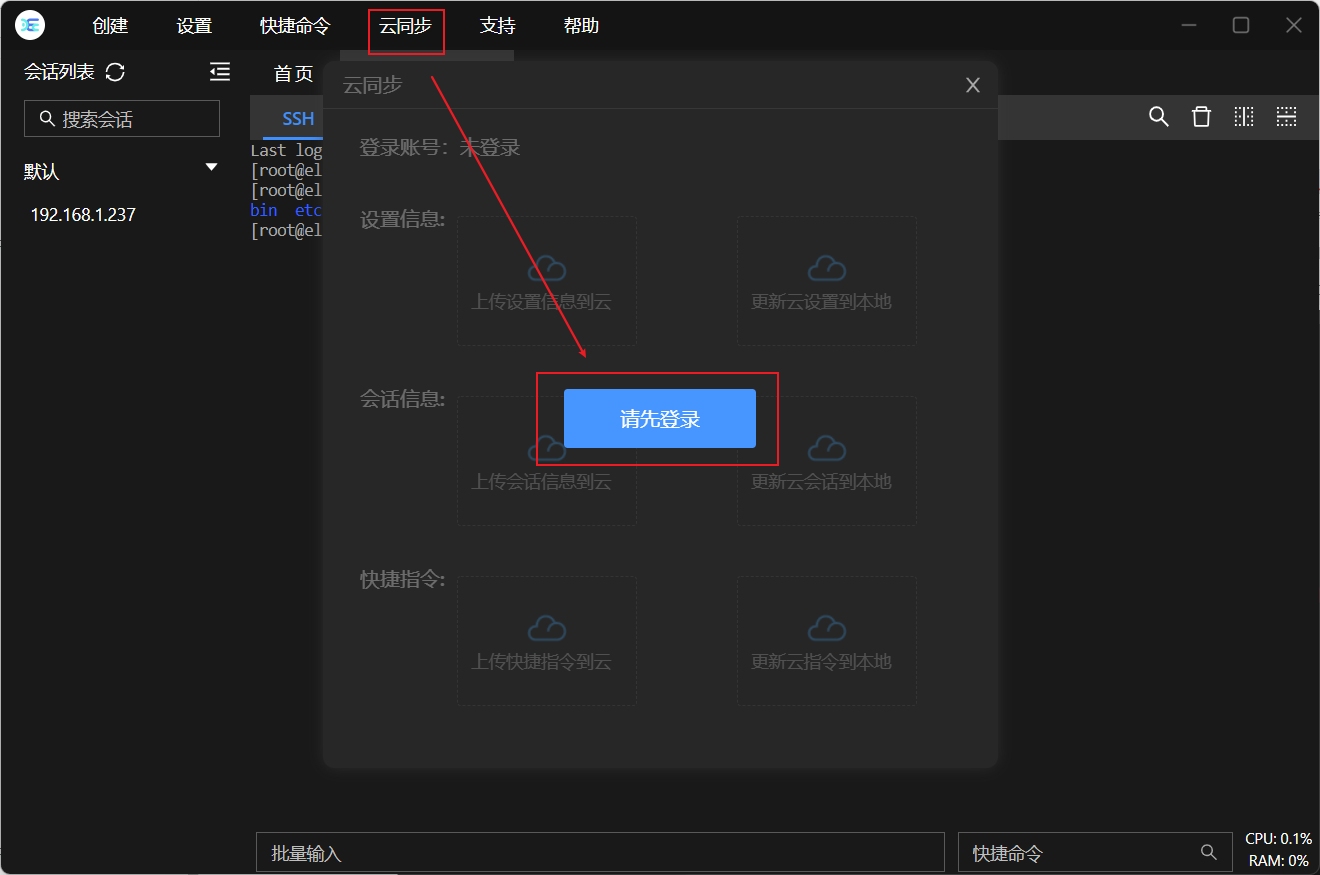 创建 设置 快捷命令 云同步 支持 帮助
会话列表
首页
云同步
搜索会话
SSH
登录账号：未登录
Last log
[root@el
[root@el
bin etc
[root@el
默认
192.168.1.237
设置信息:
上传设置信息到云 更新云设置到本地
会话信息:
请先登录
上传会话信息到云 更新云会话到本地
快捷指令:
上传快捷指令到云 更新云指令到本地
批量输入
快捷命令
CPU: 0.1%
RAM: 0%